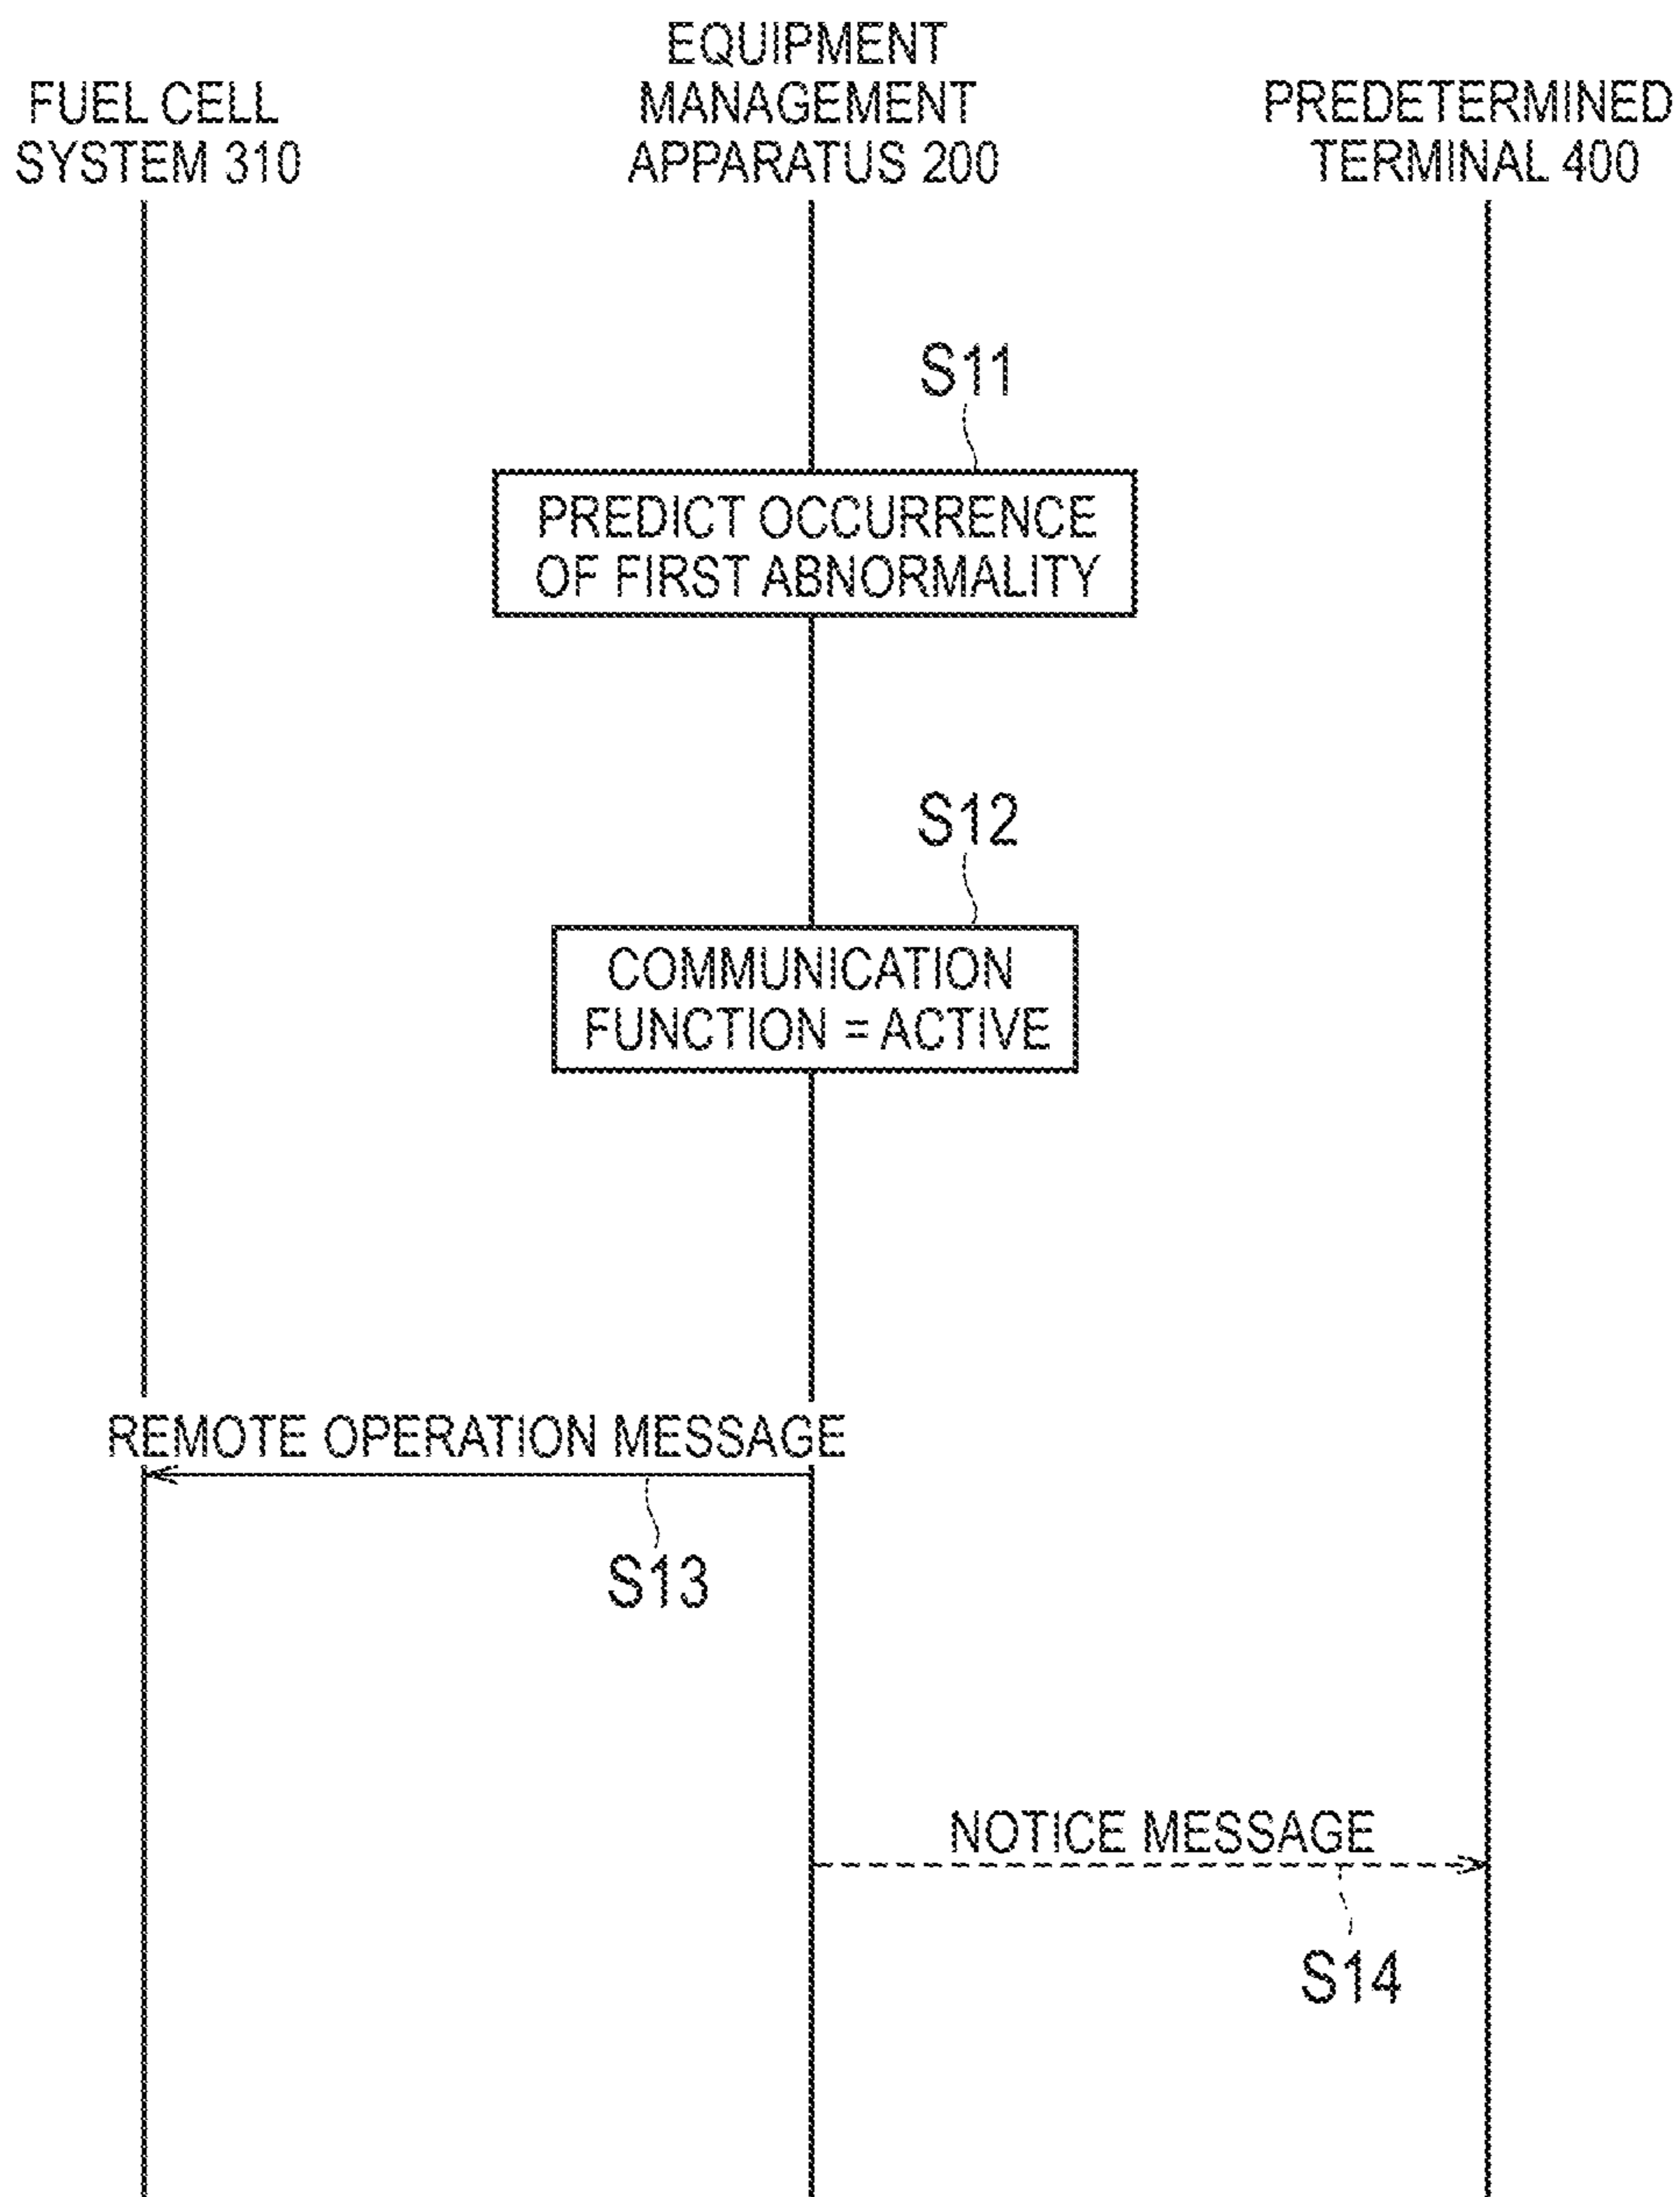 FUEL CELL
SYSTEM 310
EQUIPMENT
MANAGEMENT
APPARATUS 200
PREDETERMINED
TERMINAL 400
S11
PREDICT OCCURRENCE
OF FIRST ABNORMALITY
S12
COMMUNICATION
FUNCTION = ACTIVE
REMOTE OPERATION MESSAGE
S13
NOTICE MESSAGE
S14